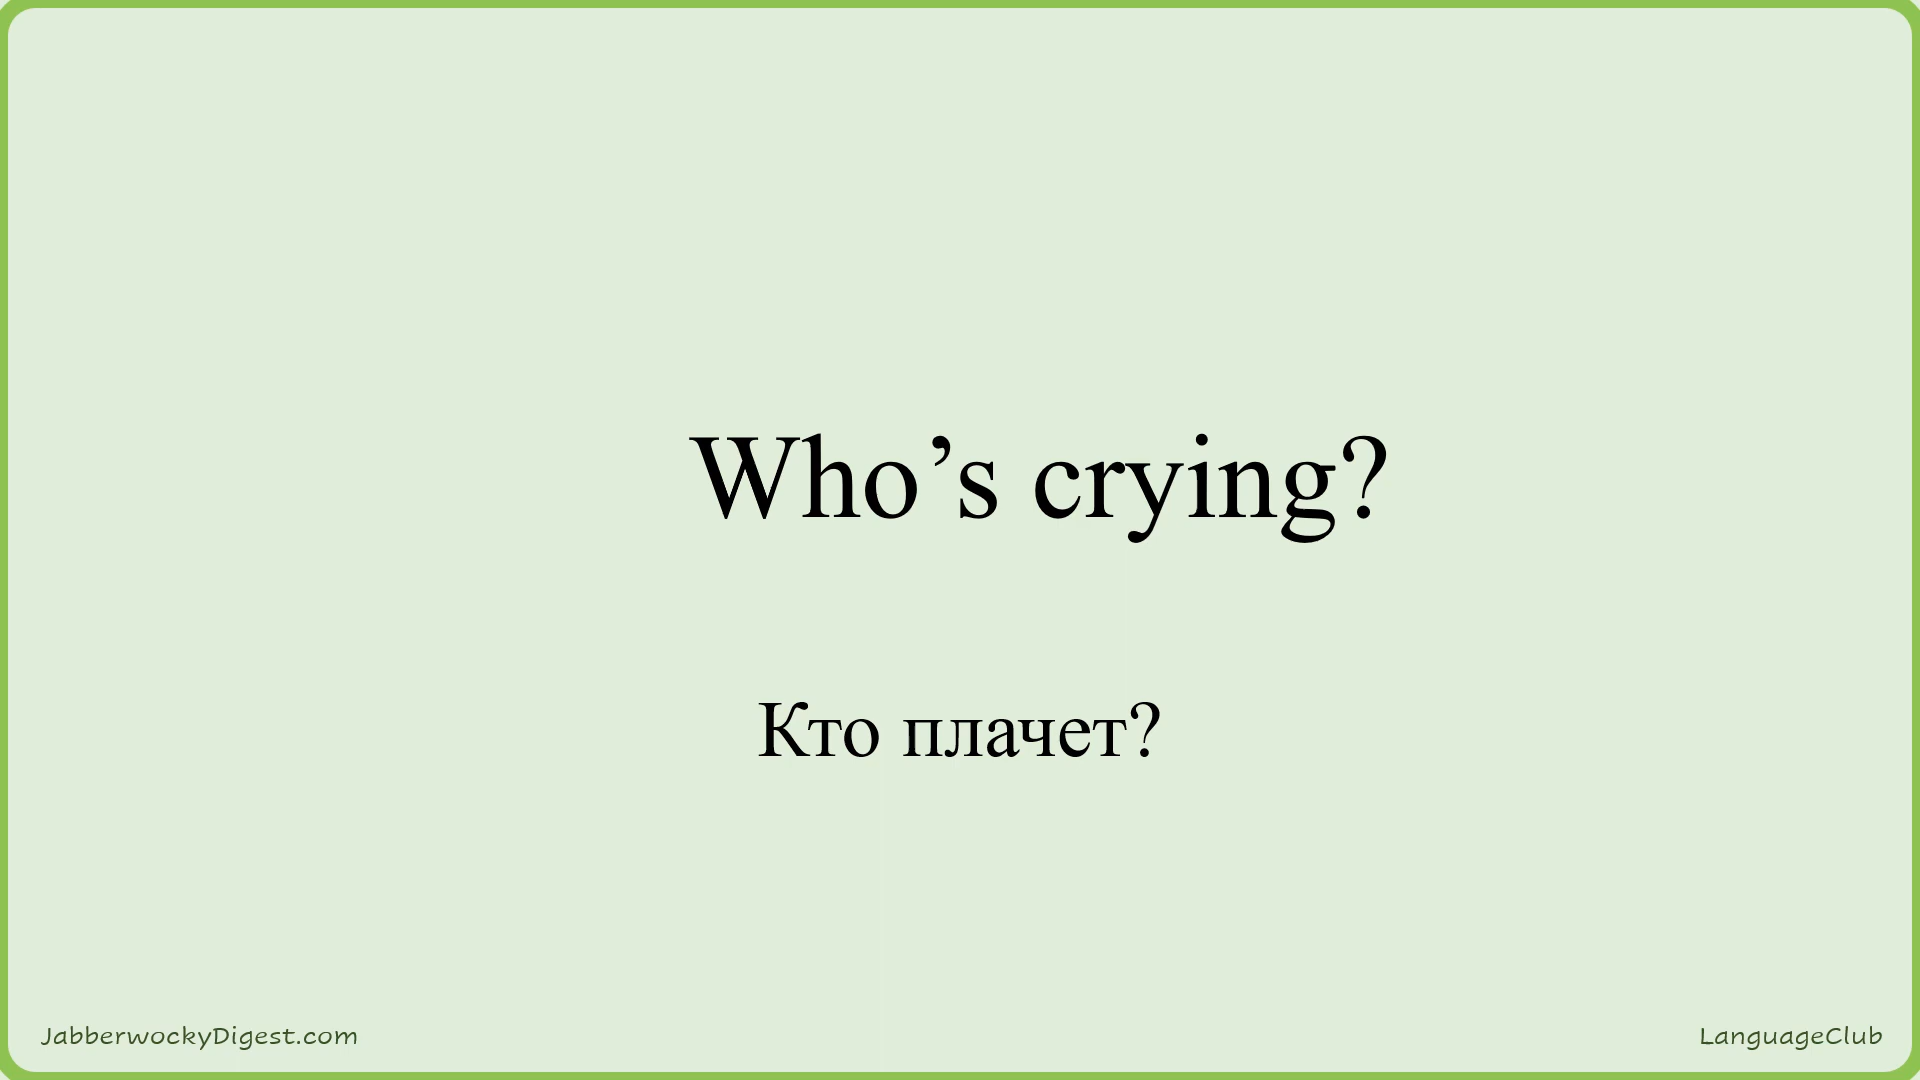 Who’s crying?
Кто плачет?
JabberwockyDigest.com
LanguageClub